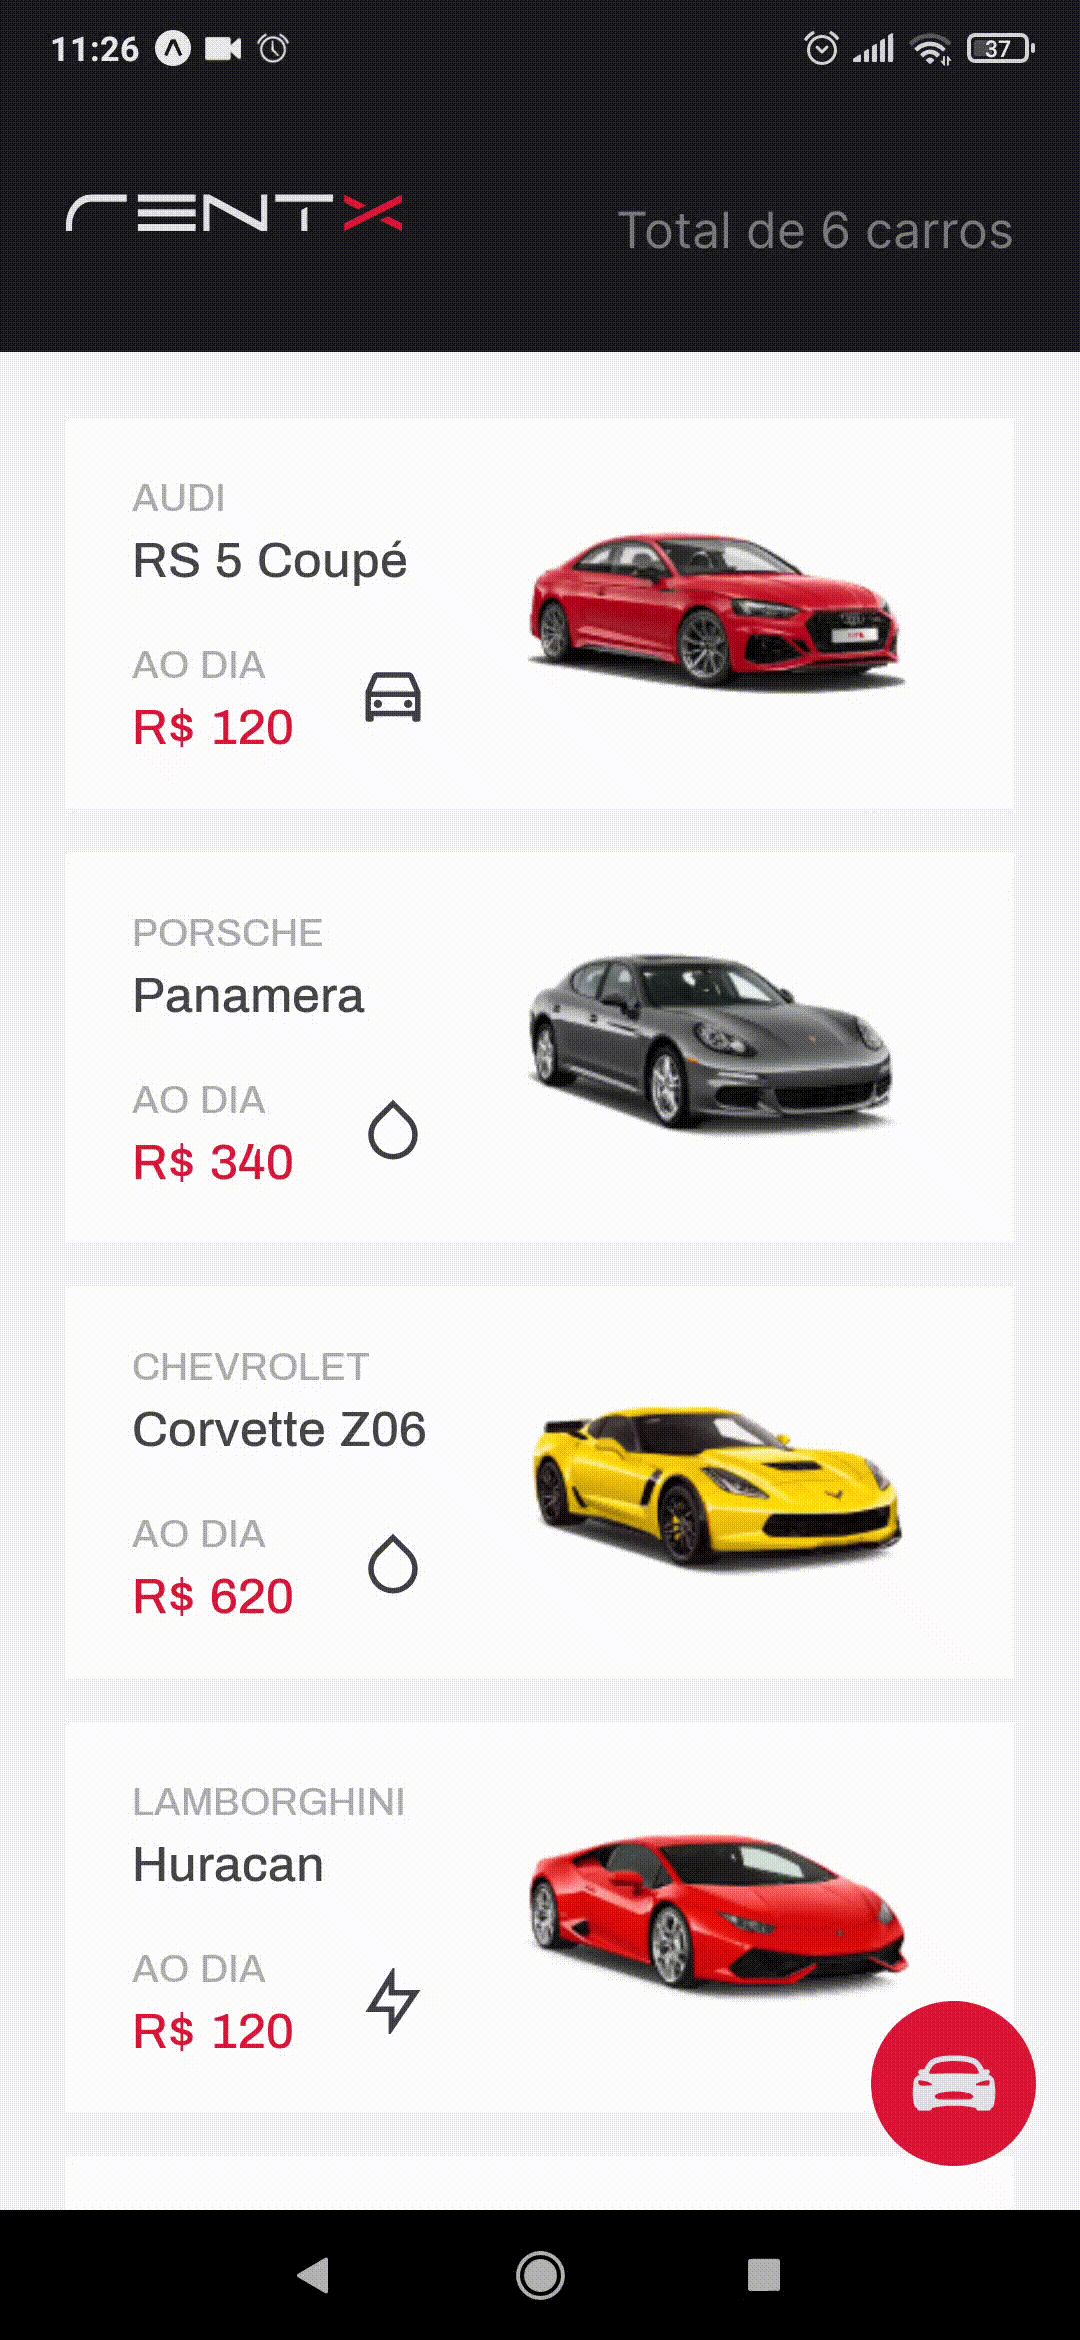 11:26
37
RENTX
Total de 6 carros
AUDI
RS 5 Coupé
AO DIA
R$ 120
PORSCHE
Panamera
AO DIA
R$ 340
CHEVROLET
Corvette Z06
AO DIA
R$ 620
LAMBORGHINI
Huracan
AO DIA
R$ 120